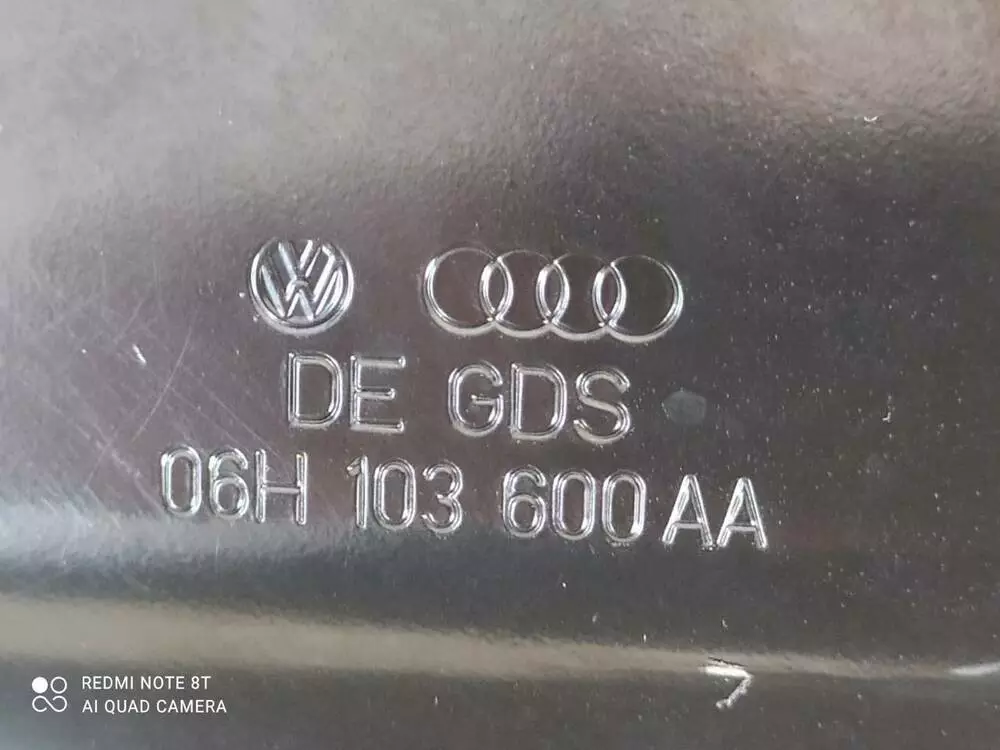 DE GDS
06H 103 600 AA
REDMI NOTE 8T
AI QUAD CAMERA